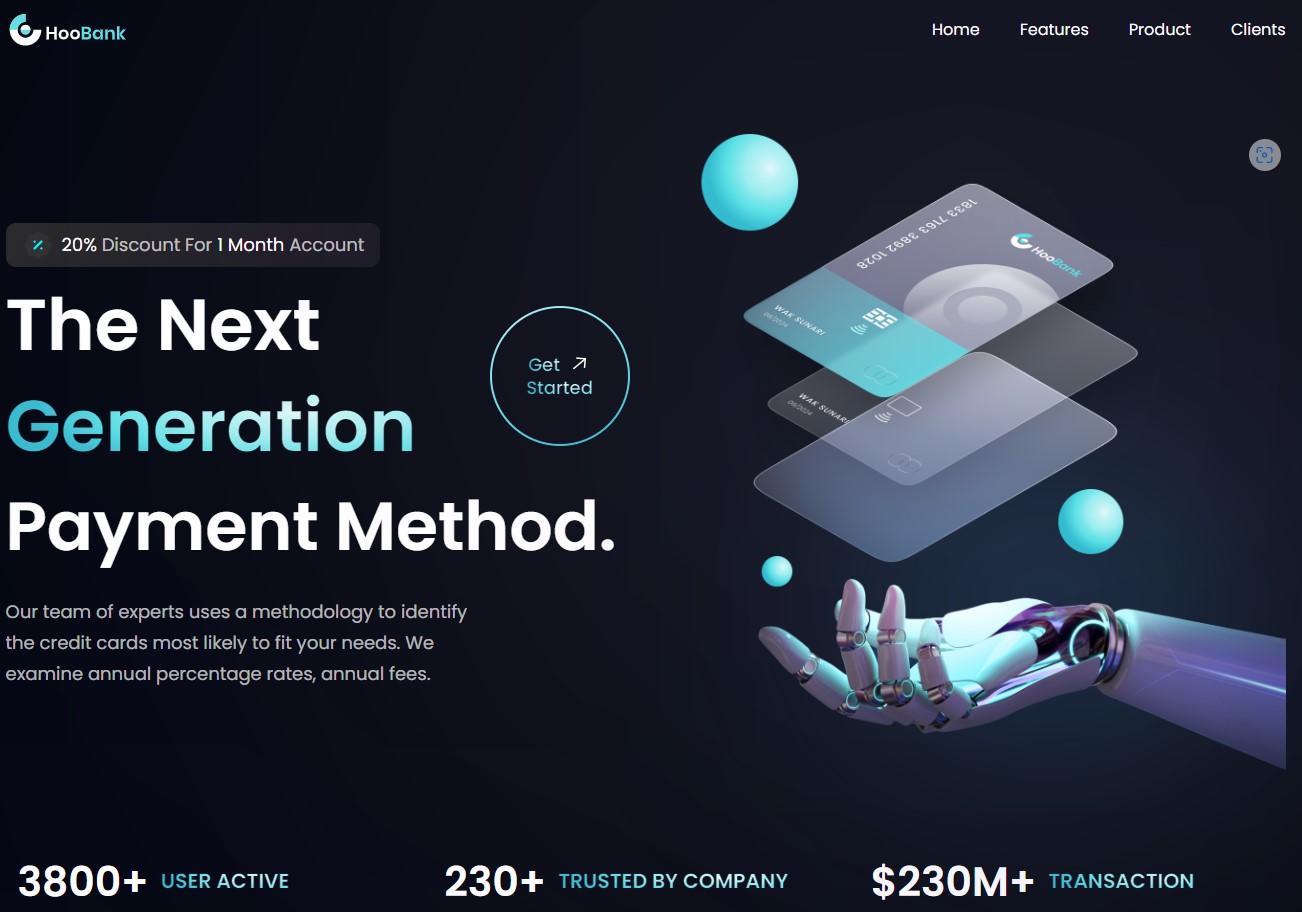 HooBank
Home Features Product Clients
20% Discount For 1 Month Account
The Next
Generation
Payment Method.
Get
Started
Our team of experts uses a methodology to identify
the credit cards most likely to fit your needs. We
examine annual percentage rates, annual fees.
1833 7163 3892 1028
HooBank
WAK SUNARI
06/2024
WAK SUNARI
06/2024
3800+ USER ACTIVE
230+ TRUSTED BY COMPANY
$230M+ TRANSACTION